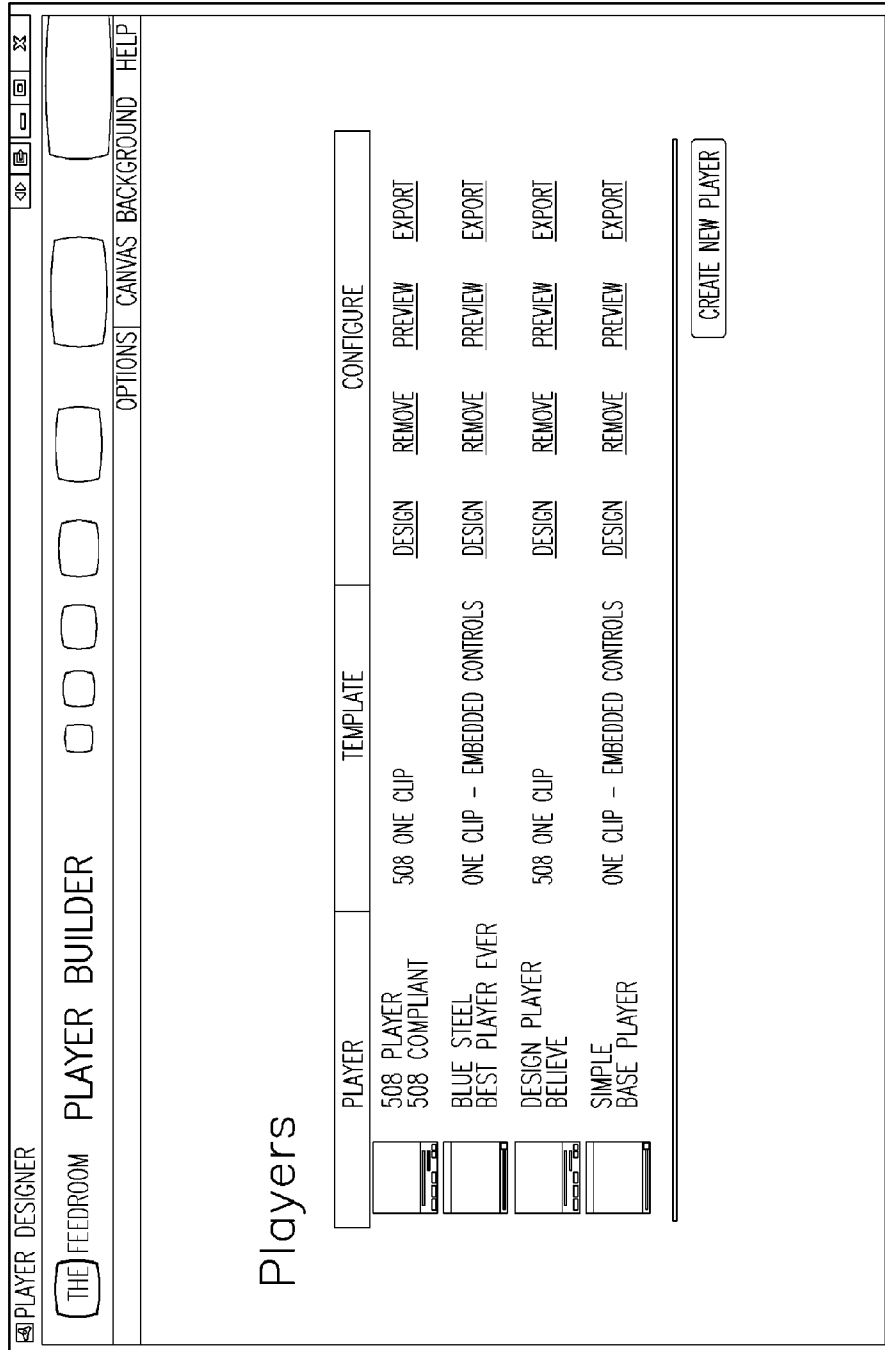 PLAYER DESIGNER
THE FEEDROOM PLAYER BUILDER
OPTIONS CANVAS BACKGROUND HELP
Players
PLAYER TEMPLATE CONFIGURE
508 PLAYER
508 COMPLIANT
508 ONE CLIP
DESIGN REMOVE PREVIEW EXPORT
BLUE STEEL
BEST PLAYER EVER
ONE CLIP - EMBEDDED CONTROLS
DESIGN REMOVE PREVIEW EXPORT
DESIGN PLAYER
BELIEVE
508 ONE CLIP
DESIGN REMOVE PREVIEW EXPORT
SIMPLE
BASE PLAYER
ONE CLIP - EMBEDDED CONTROLS
DESIGN REMOVE PREVIEW EXPORT
CREATE NEW PLAYER